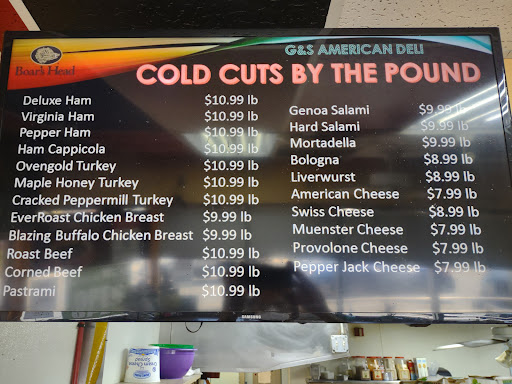 Boar's Head
G&S AMERICAN DELI
COLD CUTS BY THE POUND
Deluxe Ham $10.99 lb
Virginia Ham $10.99 lb
Pepper Ham $10.99 lb
Ham Cappicola $10.99 lb
Ovengold Turkey $10.99 lb
Maple Honey Turkey $10.99 lb
Cracked Peppermill Turkey $10.99 lb
EverRoast Chicken Breast $9.99 lb
Blazing Buffalo Chicken Breast $9.99 lb
Roast Beef $10.99 lb
Corned Beef $10.99 lb
Pastrami $10.99 lb
Genoa Salami $9.99 lb
Hard Salami $9.99 lb
Mortadella $9.99 lb
Bologna $8.99 lb
Liverwurst $8.99 lb
American Cheese $7.99 lb
Swiss Cheese $8.99 lb
Muenster Cheese $7.99 lb
Provolone Cheese $7.99 lb
Pepper Jack Cheese $7.99 lb
SAMSUNG